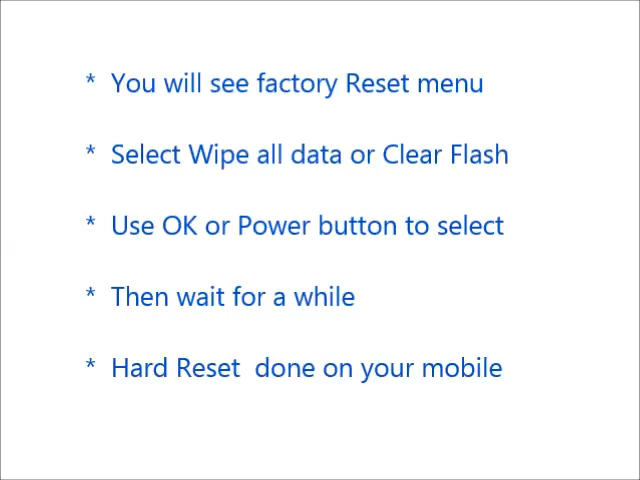 * You will see factory Reset menu
* Select Wipe all data or Clear Flash
* Use OK or Power button to select
* Then wait for a while
* Hard Reset  done on your mobile